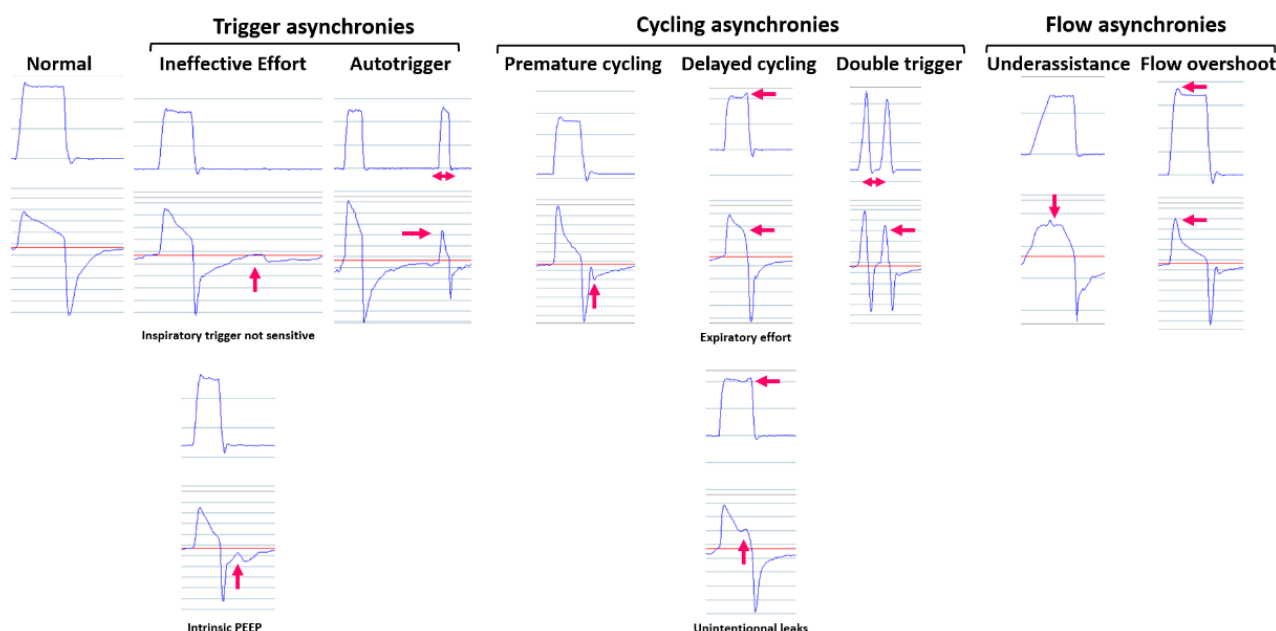 Trigger asynchronies
Cycling asynchronies
Flow asynchronies
Normal
Ineffective Effort
Autotrigger
Premature cycling
Delayed cycling
Double trigger
Underassistance
Flow overshoot
Inspiratory trigger not sensitive
Expiratory effort
Intrinsic PEEP
Unintentionnal leaks